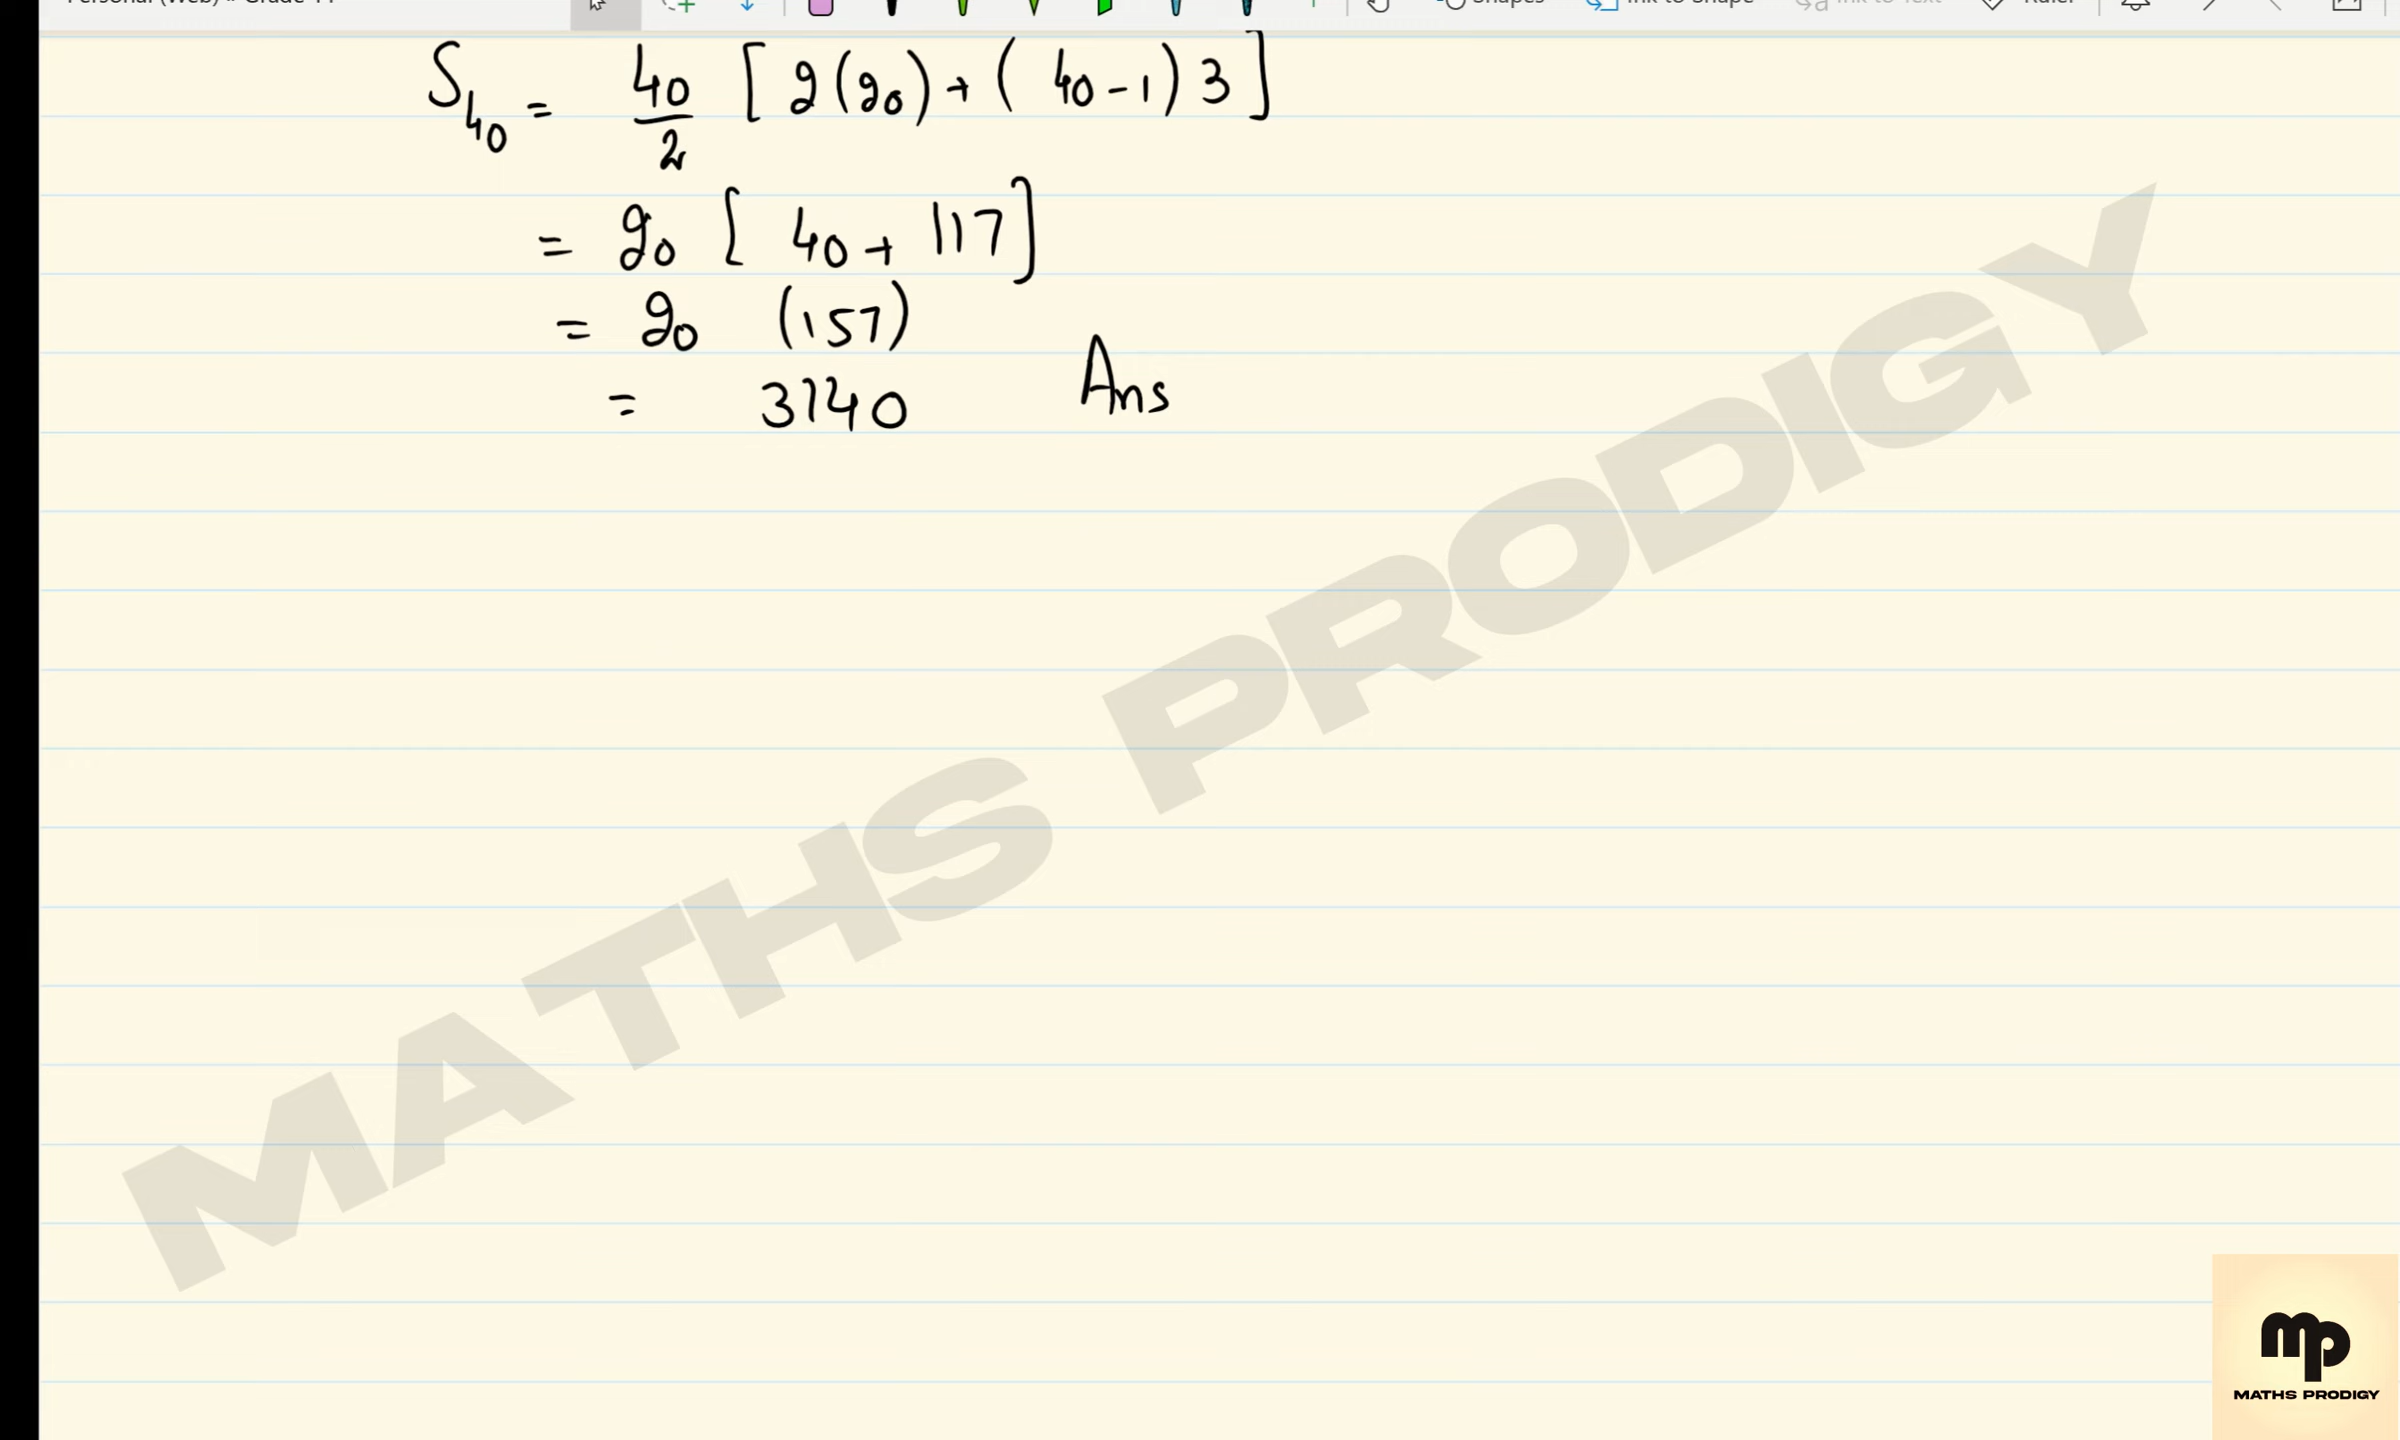 S₄₀ = 40/2 [ 2(20) + ( 40-1) 3 ]
= 20 [ 40 + 117 ]
= 20 (157)
= 3140 Ans
MATHS PRODIGY
mp
MATHS PRODIGY